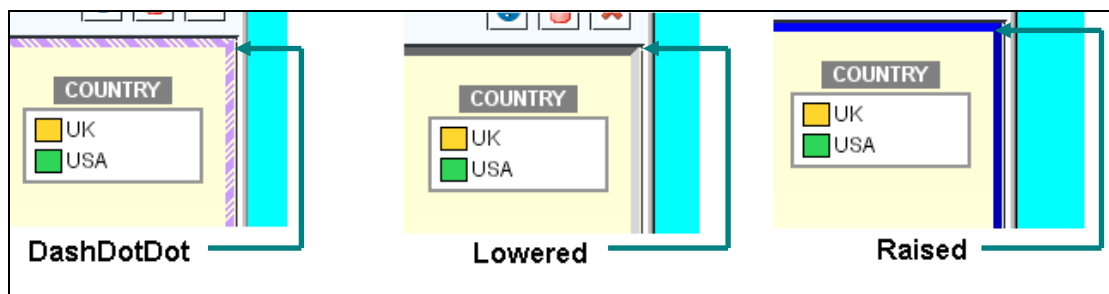 COUNTRY
UK
USA
DashDotDot
COUNTRY
UK
USA
Lowered
COUNTRY
UK
USA
Raised